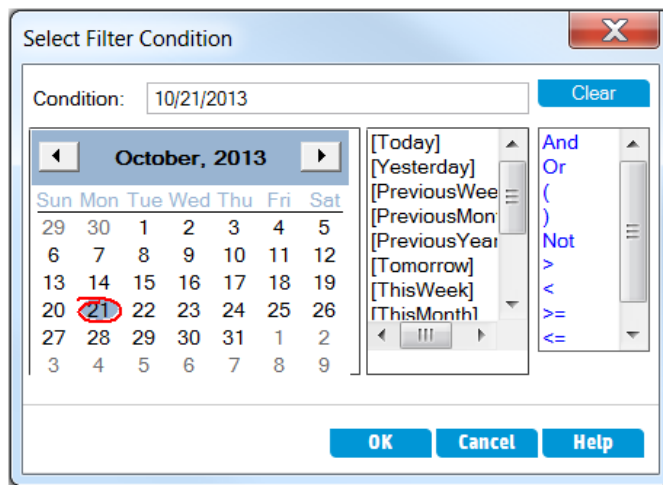 Select Filter Condition
X
Condition: 10/21/2013 Clear
October, 2013
Sun Mon Tue Wed Thu Fri Sat
29 30 1 2 3 4 5
6 7 8 9 10 11 12
13 14 15 16 17 18 19
20 21 22 23 24 25 26
27 28 29 30 31 1 2
3 4 5 6 7 8 9
[Today]
[Yesterday]
[PreviousWee
[PreviousMon
[PreviousYear
[Tomorrow]
[ThisWeek]
[ThisMonth]
And
Or
(
)
Not
>
<
>=
<=
OK Cancel Help